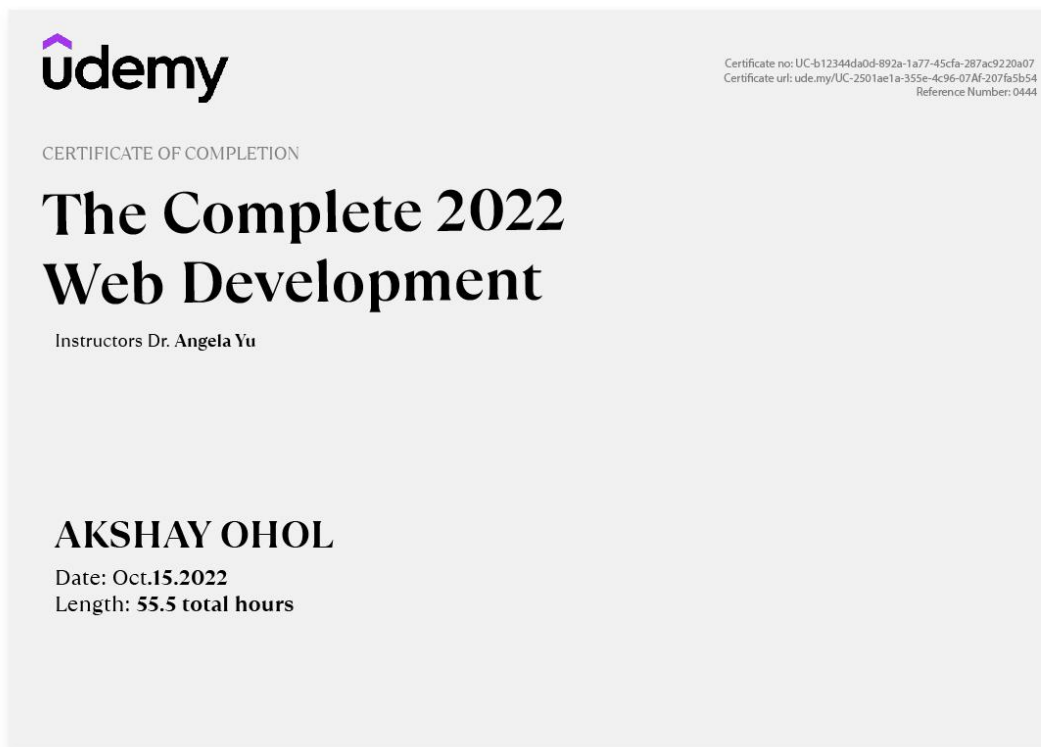 udemy
Certificate no: UC-b12344da0d-892a-1a77-45cfa-287ac9220a07
Certificate url: ude.my/UC-2501ae1a-355e-4c96-07Af-207fa5b54
Reference Number: 0444
CERTIFICATE OF COMPLETION
The Complete 2022
Web Development
Instructors Dr. Angela Yu
AKSHAY OHOL
Date: Oct.15.2022
Length: 55.5 total hours